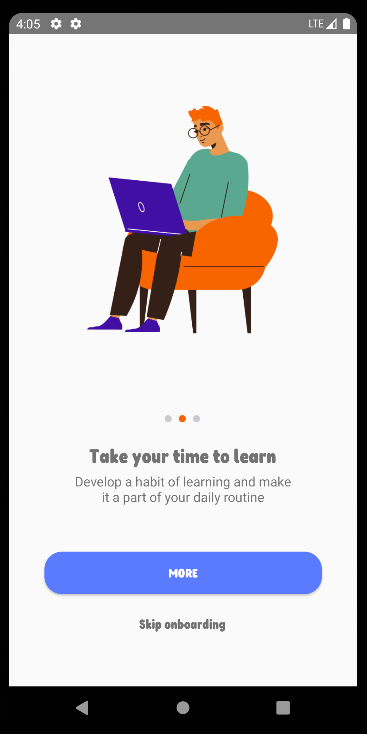 4:05
LTE
Take your time to learn
Develop a habit of learning and make
it a part of your daily routine
MORE
Skip onboarding